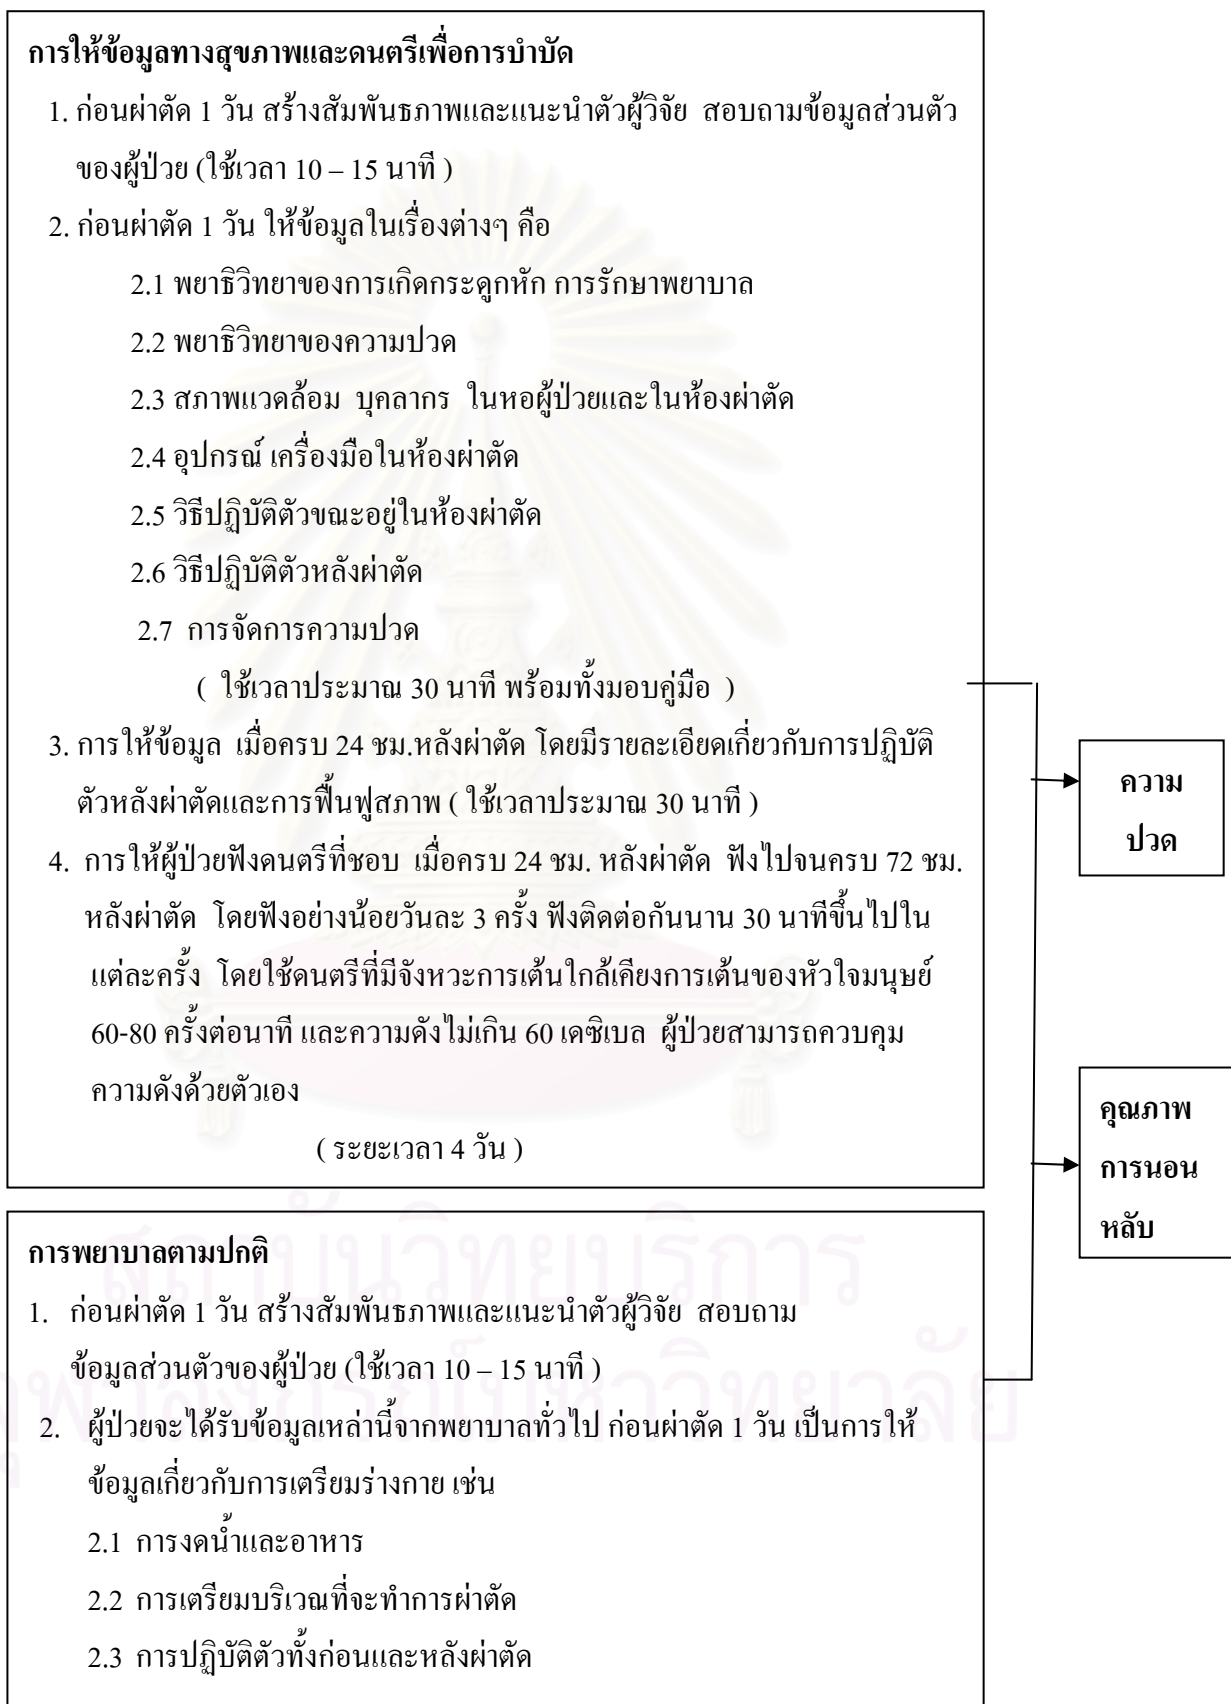 การให้ข้อมูลทางสุขภาพและดนตรีเพื่อการบำบัด
1. ก่อนผ่าตัด 1 วัน สร้างสัมพันธภาพและแนะนำตัวผู้วิจัย สอบถามข้อมูลส่วนตัว
ของผู้ป่วย (ใช้เวลา 10 – 15 นาที )
2. ก่อนผ่าตัด 1 วัน ให้ข้อมูลในเรื่องต่างๆ คือ
2.1 พยาธิวิทยาของการเกิดกระดูกหัก การรักษาพยาบาล
2.2 พยาธิวิทยาของความปวด
2.3 สภาพแวดล้อม บุคลากร ในหอผู้ป่วยและในห้องผ่าตัด
2.4 อุปกรณ์ เครื่องมือในห้องผ่าตัด
2.5 วิธีปฏิบัติตัวขณะอยู่ในห้องผ่าตัด
2.6 วิธีปฏิบัติตัวหลังผ่าตัด
2.7 การจัดการความปวด
( ใช้เวลาประมาณ 30 นาที พร้อมทั้งมอบคู่มือ )
3. การให้ข้อมูล เมื่อครบ 24 ชม.หลังผ่าตัด โดยมีรายละเอียดเกี่ยวกับการปฏิบัติ
ตัวหลังผ่าตัดและการฟื้นฟูสภาพ ( ใช้เวลาประมาณ 30 นาที )
4. การให้ผู้ป่วยฟังดนตรีที่ชอบ เมื่อครบ 24 ชม. หลังผ่าตัด ฟังไปจนครบ 72 ชม.
หลังผ่าตัด โดยฟังอย่างน้อยวันละ 3 ครั้ง ฟังติดต่อกันนาน 30 นาทีขึ้นไปใน
แต่ละครั้ง โดยใช้ดนตรีที่มีจังหวะการเต้นใกล้เคียงการเต้นของหัวใจมนุษย์
60-80 ครั้งต่อนาที และความดังไม่เกิน 60 เดซิเบล ผู้ป่วยสามารถควบคุม
ความดังด้วยตัวเอง
( ระยะเวลา 4 วัน )
ความ
ปวด
คุณภาพ
การนอน
หลับ
การพยาบาลตามปกติ
1. ก่อนผ่าตัด 1 วัน สร้างสัมพันธภาพและแนะนำตัวผู้วิจัย สอบถาม
ข้อมูลส่วนตัวของผู้ป่วย (ใช้เวลา 10 – 15 นาที )
2. ผู้ป่วยจะได้รับข้อมูลเหล่านี้จากพยาบาลทั่วไป ก่อนผ่าตัด 1 วัน เป็นการให้
ข้อมูลเกี่ยวกับการเตรียมร่างกาย เช่น
2.1 การงดน้ำและอาหาร
2.2 การเตรียมบริเวณที่จะทำการผ่าตัด
2.3 การปฏิบัติตัวทั้งก่อนและหลังผ่าตัด
สถาบันวิทยบริการ
จุฬาลงกรณ์มหาวิทยาลัย